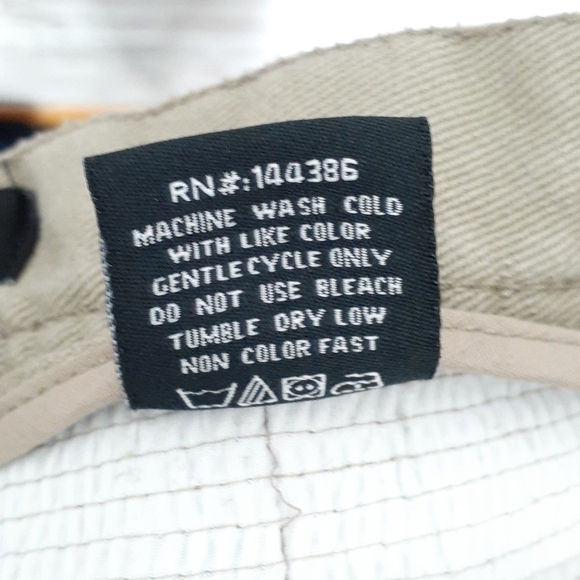 RN#:144386
MACHINE WASH COLD
WITH LIKE COLOR
GENTLE CYCLE ONLY
DO NOT USE BLEACH
TUMBLE DRY LOW
NON COLOR FAST